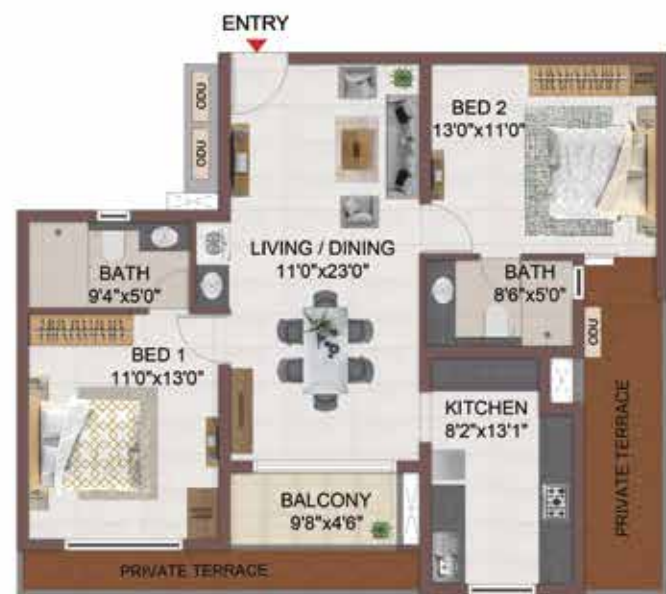 ENTRY
ODU
ODU
BED 2
13'0"x11'0"
LIVING / DINING
11'0"x23'0"
BATH
9'4"x5'0"
BATH
8'6"x5'0"
ODU
BED 1
11'0"x13'0"
KITCHEN
8'2"x13'1"
BALCONY
9'8"x4'6"
PRIVATE TERRACE
PRIVATE TERRACE